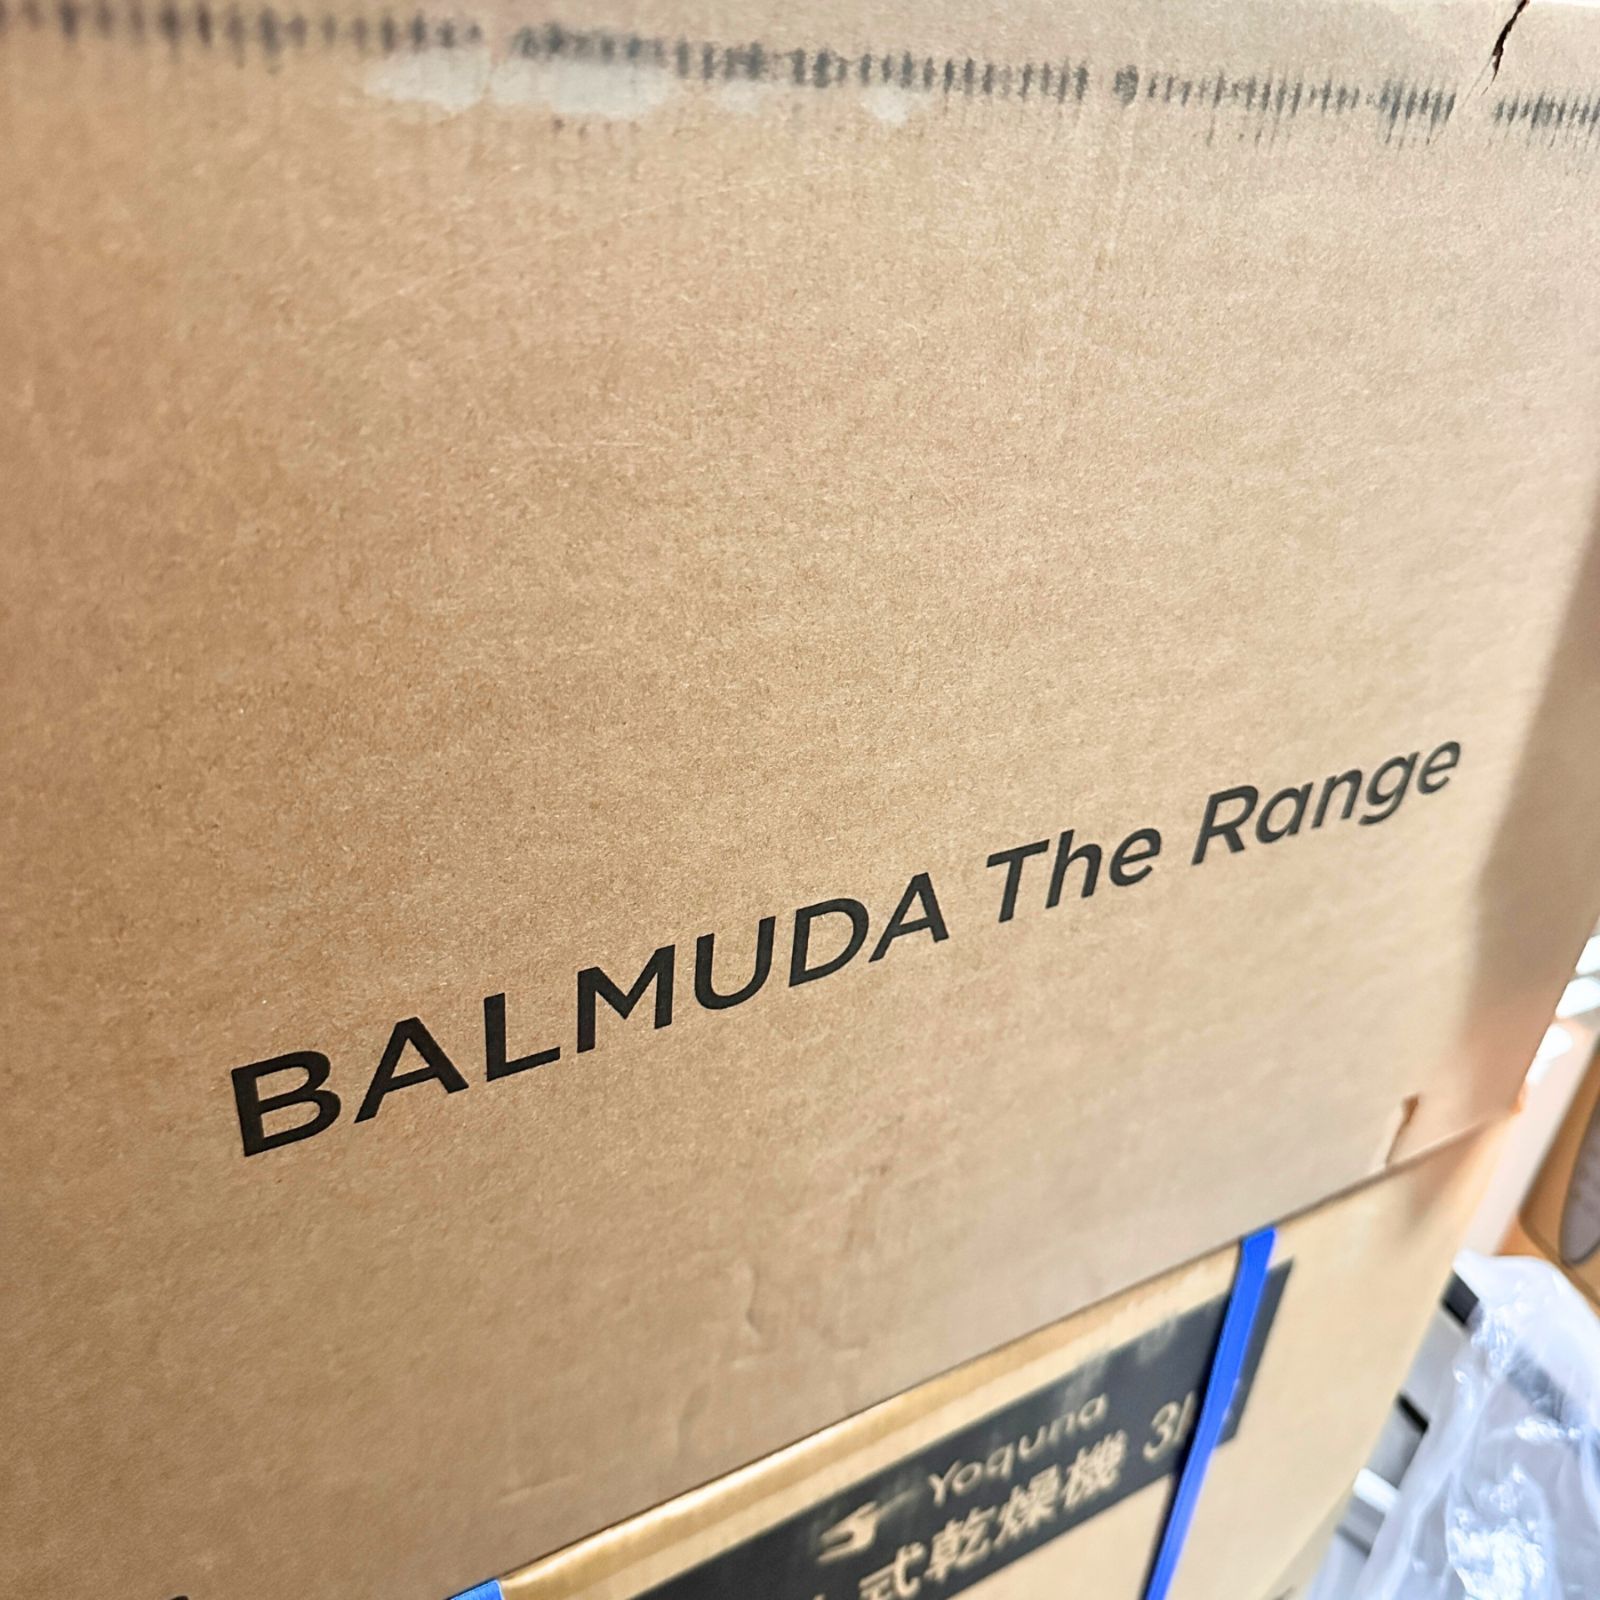 BALMUDA The Range
Yoquna
式乾燥機 3